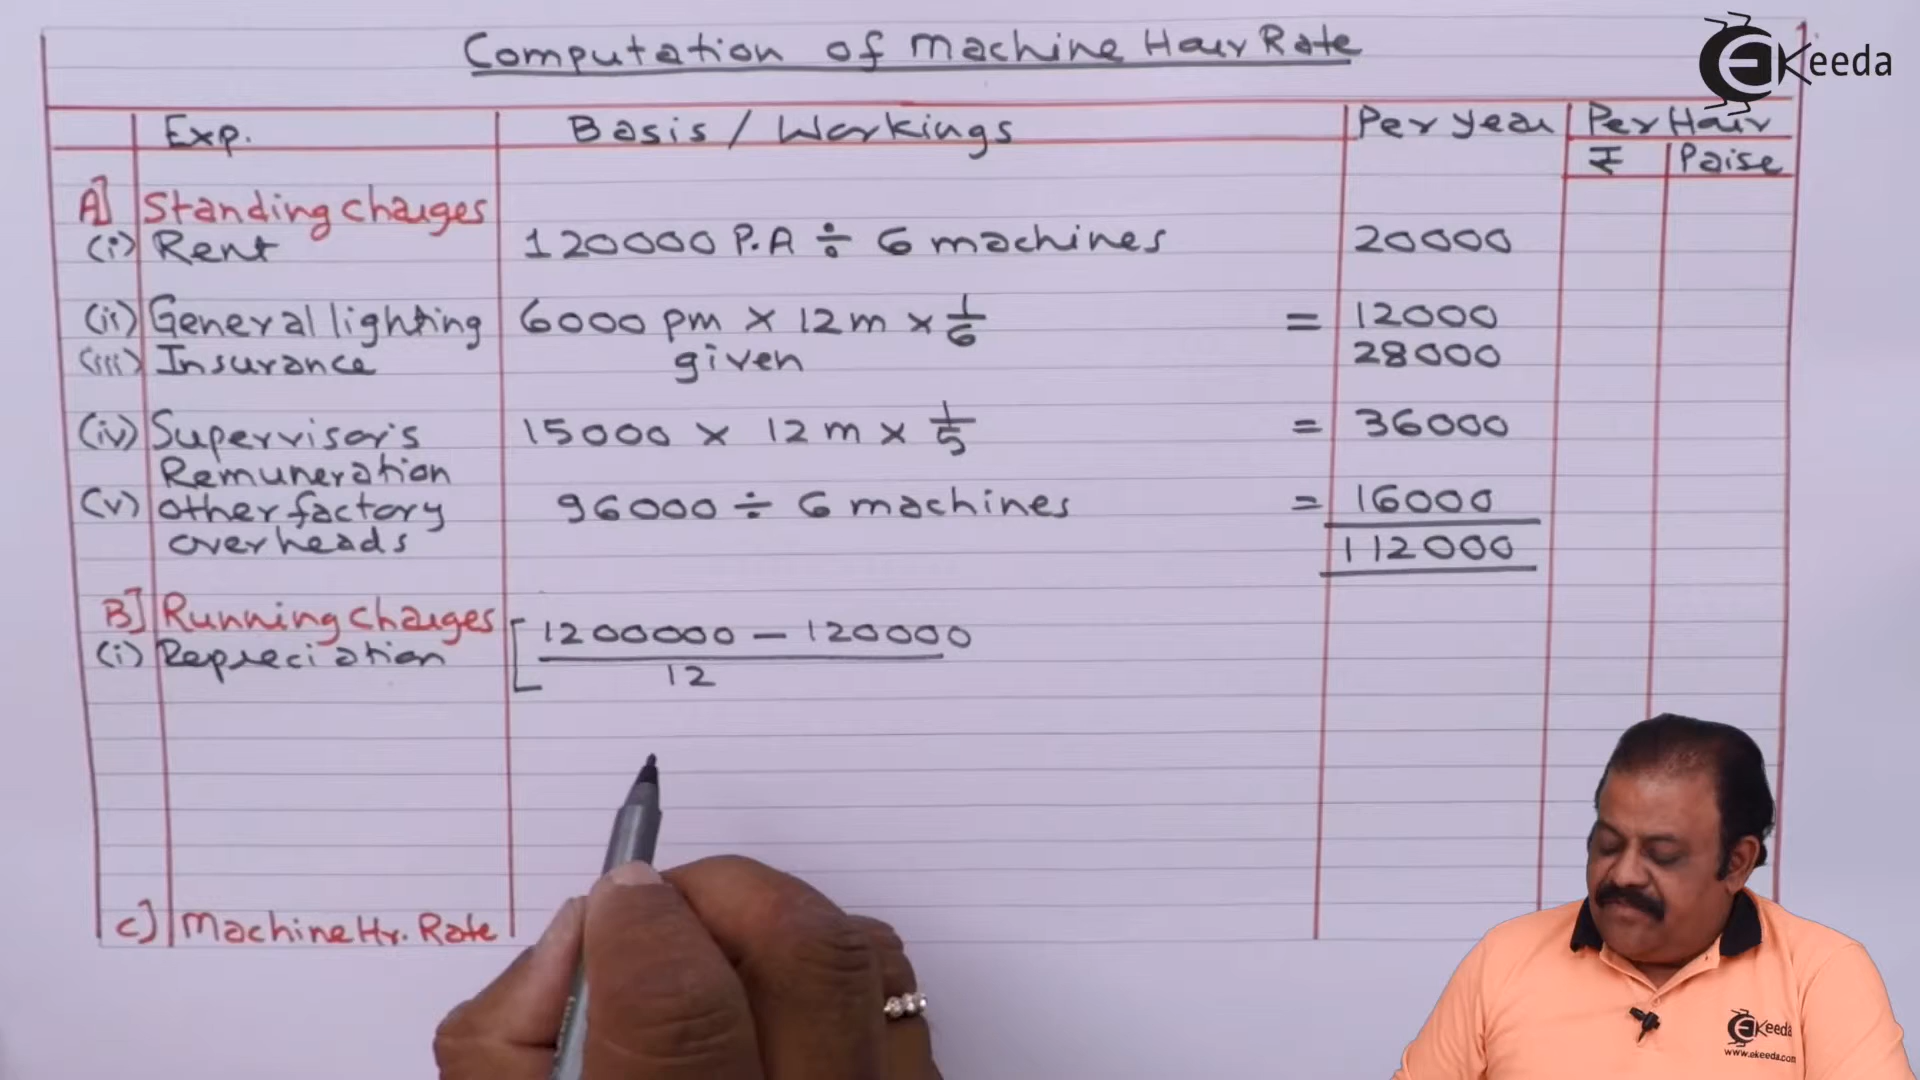 Computation of Machine Hour Rate
EKeeda
Exp. Basis / Workings Per year Per Hour
₹ Paise
A] Standing charges
(i) Rent 120000 P.A ÷ 6 machines 20000
(ii) General lighting 6000 pm × 12 m × 1/6 = 12000
(iii) Insurance given 28000
(iv) Supervisor's 15000 × 12 m × 1/5 = 36000
Remuneration
(v) other factory 96000 ÷ 6 machines = 16000
overheads 112000
B] Running charges
(i) Depreciation [1200000 – 120000
12
C] Machine Hr. Rate
EKeeda
www.ekeeda.com